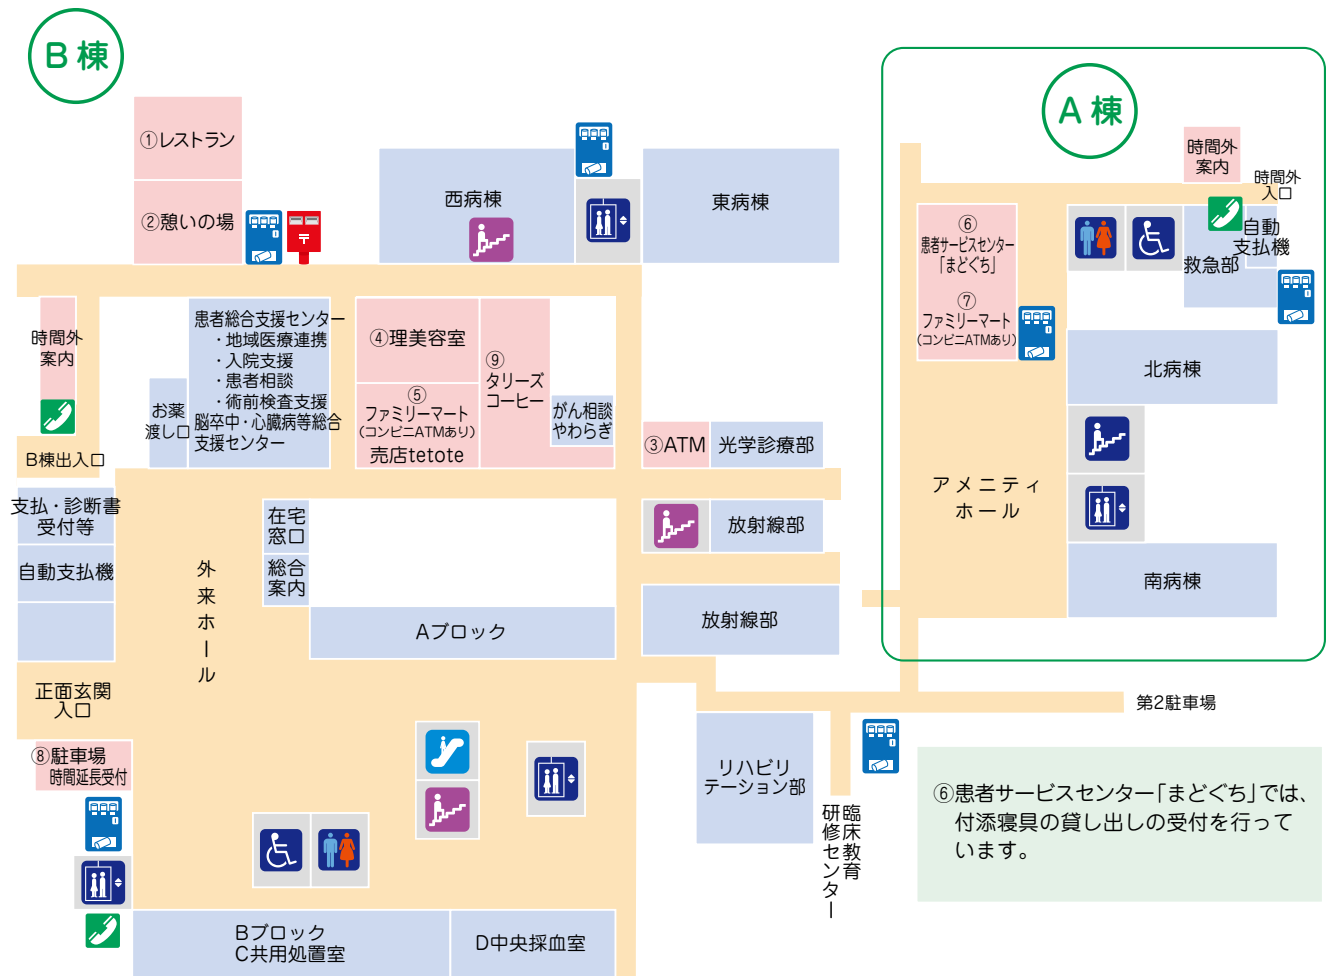 B棟
①レストラン
②憩いの場
西病棟
東病棟
時間外
案内
患者総合支援センター
・地域医療連携
・入院支援
・患者相談
・術前検査支援
脳卒中・心臓病等総合
支援センター
お薬
渡し口
④理美容室
⑤
ファミリーマート
(コンビニATMあり)
売店tetote
⑨
タリーズ
コーヒー
がん相談
やわらぎ
③ATM
光学診療部
B棟出入口
支払・診断書
受付等
自動支払機
在宅
窓口
総合
案内
外来ホール
Aブロック
放射線部
放射線部
正面玄関
入口
⑧駐車場
時間延長受付
リハビリ
テーション部
臨床教育
研修センター
Bブロック
C共用処置室
D中央採血室
A棟
時間外
案内
時間外
入口
自動
支払機
救急部
⑥
患者サービスセンター
「まどぐち」
⑦
ファミリーマート
(コンビニATMあり)
北病棟
アメニティ
ホール
南病棟
第2駐車場
⑥患者サービスセンター「まどぐち」では、
付添寝具の貸し出しの受付を行って
います。